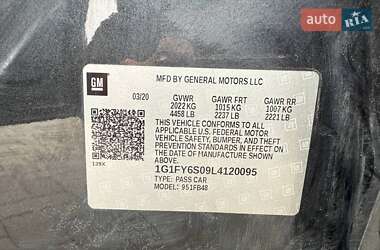 auto RIA.com
GM
MFD BY GENERAL MOTORS LLC
03/20 GVWR GAWR FRT GAWR RR
2022 KG 1015 KG 1007 KG
4458 LB 2237 LB 2221 LB
THIS VEHICLE CONFORMS TO ALL
APPLICABLE U.S. FEDERAL MOTOR
VEHICLE SAFETY, BUMPER, AND THEFT
PREVENTION STANDARDS IN EFFECT ON
THE DATE OF MANUFACTURE SHOWN
ABOVE.
1G1FY6S09L4120095
TYPE: PASS CAR
MODEL: 951FB48